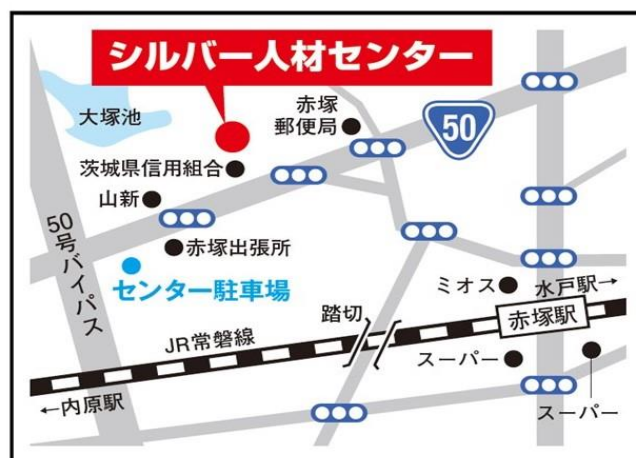 シルバー人材センター
大塚池
赤塚
郵便局
50
茨城県信用組合
山新
赤塚出張所
センター駐車場
50号バイパス
ミオス
水戸駅→
踏切
赤塚駅
JR常磐線
スーパー
スーパー
←内原駅